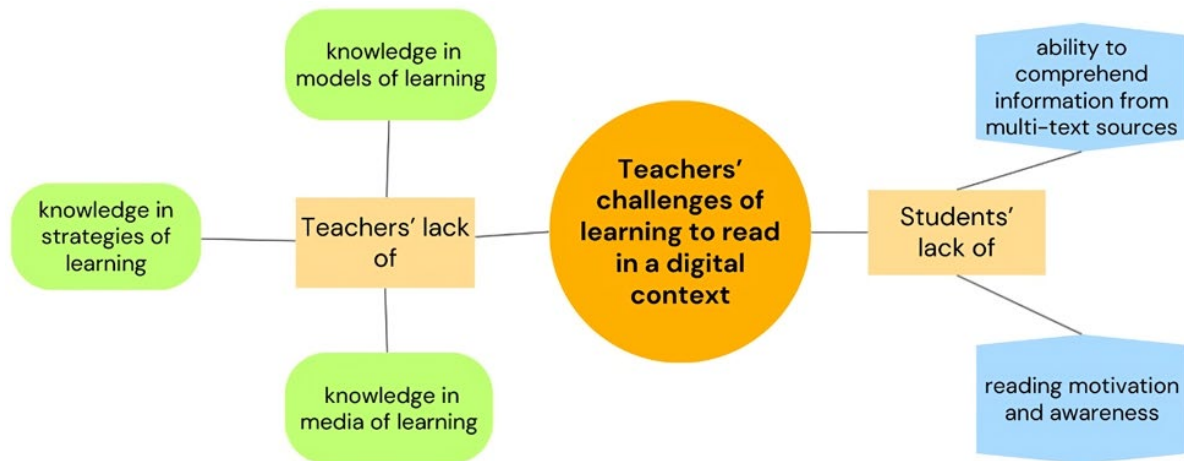 knowledge in
models of learning
knowledge in
strategies of
learning
Teachers’ lack
of
knowledge in
media of learning
Teachers’
challenges of
learning to read
in a digital
context
Students’
lack of
ability to
comprehend
information from
multi-text sources
reading motivation
and awareness